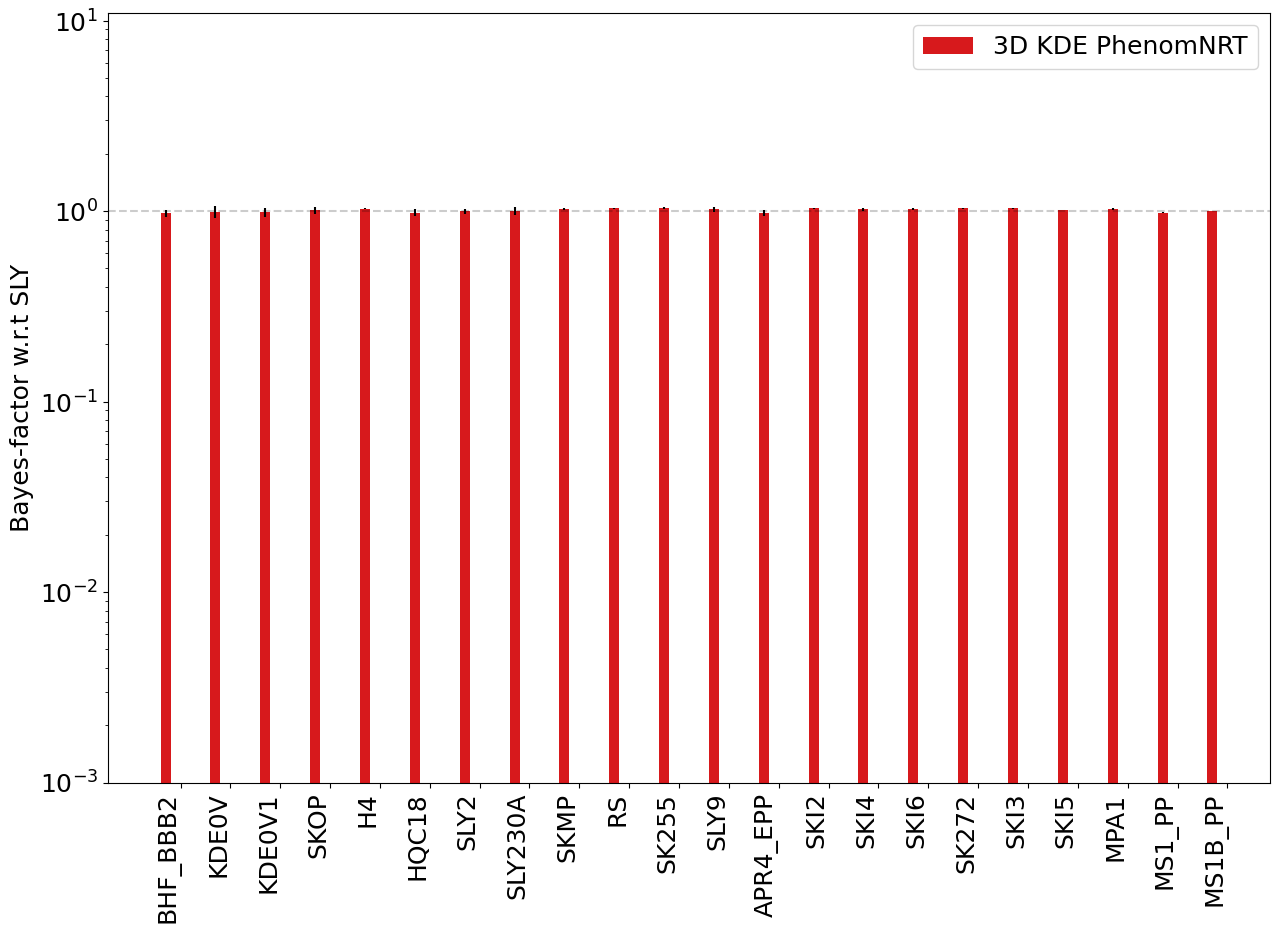 3D KDE PhenomNRT
Bayes-factor w.r.t SLY
10^1
10^0
10^−1
10^−2
10^−3
BHF_BBB2
KDE0V
KDE0V1
SKOP
H4
HQC18
SLY2
SLY230A
SKMP
RS
SK255
SLY9
APR4_EPP
SKI2
SKI4
SKI6
SK272
SKI3
SKI5
MPA1
MS1_PP
MS1B_PP